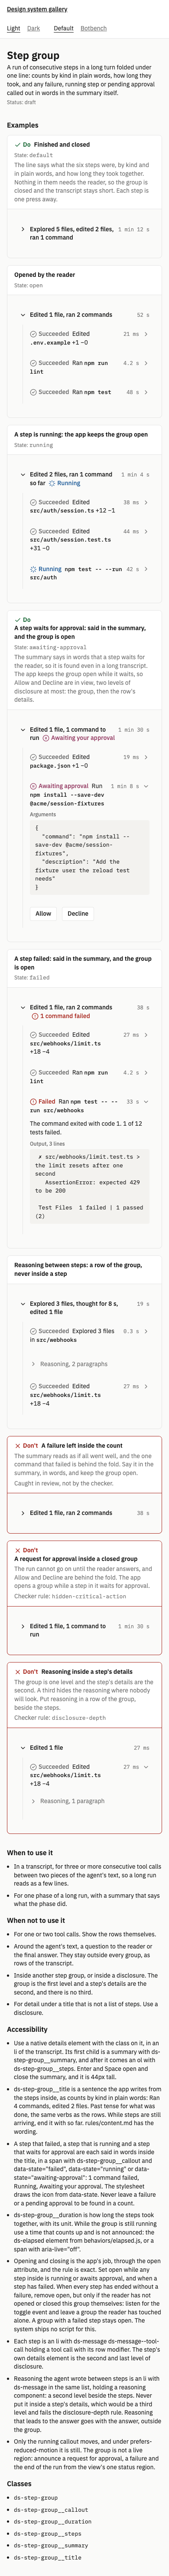 Design system gallery
Light Dark Default Botbench
Step group
A run of consecutive steps in a long turn folded under
one line: counts by kind in plain words, how long they
took, and any failure, running step or pending approval
called out in words in the summary itself.
Status: draft
Examples
Do Finished and closed
State: default
The line says what the six steps were, by kind and
in plain words, and how long they took together.
Nothing in them needs the reader, so the group is
closed and the transcript stays short. Each step is
one press away.
Explored 5 files, edited 2 files, 1 min 12 s
ran 1 command
Opened by the reader
State: open
Edited 1 file, ran 2 commands 52 s
Succeeded Edited 21 ms
.env.example +1 −0
Succeeded Ran npm run 4.2 s
lint
Succeeded Ran npm test 48 s
A step is running: the app keeps the group open
State: running
Edited 2 files, ran 1 command 1 min 4 s
so far Running
Succeeded Edited 38 ms
src/auth/session.ts +12 −1
Succeeded Edited 44 ms
src/auth/session.test.ts
+31 −0
Running npm test -- --run 42 s
src/auth
Do
A step waits for approval: said in the summary,
and the group is open
State: awaiting-approval
The summary says in words that a step waits for
the reader, so it is found even in a long transcript.
The app keeps the group open while it waits, so
Allow and Decline are in view, two levels of
disclosure at most: the group, then the row's
details.
Edited 1 file, 1 command to 1 min 30 s
run Awaiting your approval
Succeeded Edited 19 ms
package.json +1 −0
Awaiting approval Run 1 min 8 s
npm install --save-dev
@acme/session-fixtures
Arguments
{
"command": "npm install --
save-dev @acme/session-
fixtures",
"description": "Add the
fixture user the reload test
needs"
}
Allow Decline
A step failed: said in the summary, and the group
is open
State: failed
Edited 1 file, ran 2 commands 38 s
1 command failed
Succeeded Edited 27 ms
src/webhooks/limit.ts
+18 −4
Succeeded Ran npm run 4.2 s
lint
Failed Ran npm test -- -- 33 s
run src/webhooks
The command exited with code 1. 1 of 12
tests failed.
Output, 3 lines
✗ src/webhooks/limit.test.ts >
the limit resets after one
second
AssertionError: expected 429
to be 200
Test Files 1 failed | 1 passed
(2)
Reasoning between steps: a row of the group,
never inside a step
Explored 3 files, thought for 8 s, 19 s
edited 1 file
Succeeded Explored 3 files 0.3 s
in src/webhooks
Reasoning, 2 paragraphs
Succeeded Edited 27 ms
src/webhooks/limit.ts
+18 −4
Don't A failure left inside the count
The summary reads as if all went well, and the one
command that failed is behind the fold. Say it in the
summary, in words, and keep the group open.
Caught in review, not by the checker.
Edited 1 file, ran 2 commands 38 s
Don't
A request for approval inside a closed group
The run cannot go on until the reader answers, and
Allow and Decline are behind the fold. The app
opens a group while a step in it waits for approval.
Checker rule: hidden-critical-action
Edited 1 file, 1 command to 1 min 30 s
run
Don't Reasoning inside a step's details
The group is one level and the step's details are the
second. A third hides the reasoning where nobody
will look. Put reasoning in a row of the group,
beside the steps.
Checker rule: disclosure-depth
Edited 1 file 27 ms
Succeeded Edited 27 ms
src/webhooks/limit.ts
+18 −4
Reasoning, 1 paragraph
When to use it
In a transcript, for three or more consecutive tool calls
between two pieces of the agent's text, so a long run
reads as a few lines.
For one phase of a long run, with a summary that says
what the phase did.
When not to use it
For one or two tool calls. Show the rows themselves.
Around the agent's text, a question to the reader or
the final answer. They stay outside every group, as
rows of the transcript.
Inside another step group, or inside a disclosure. The
group is the first level and a step's details are the
second, and there is no third.
For detail under a title that is not a list of steps. Use a
disclosure.
Accessibility
Use a native details element with the class on it, in an
li of the transcript. Its first child is a summary with ds-
step-group__summary, and after it comes an ol with
ds-step-group__steps. Enter and Space open and
close the summary, and it is 44px tall.
ds-step-group__title is a sentence the app writes from
the steps inside, as counts by kind in plain words: Ran
4 commands, edited 2 files. Past tense for what was
done, the same verbs as the rows. While steps are still
arriving, end it with so far. rules/content.md has the
wording.
A step that failed, a step that is running and a step
that waits for approval are each said in words inside
the title, in a span with ds-step-group__callout and
data-state="failed", data-state="running" or data-
state="awaiting-approval": 1 command failed,
Running, Awaiting your approval. The stylesheet
draws the icon from data-state. Never leave a failure
or a pending approval to be found in a count.
ds-step-group__duration is how long the steps took
together, with its unit. While the group is still running
use a time that counts up and is not announced: the
ds-elapsed element from behaviors/elapsed.js, or a
span with aria-live="off".
Opening and closing is the app's job, through the open
attribute, and the rule is exact. Set open while any
step inside is running or awaits approval, and when a
step has failed. When every step has ended without a
failure, remove open, but only if the reader has not
opened or closed this group themselves: listen for the
toggle event and leave a group the reader has touched
alone. A group with a failed step stays open. The
system ships no script for this.
Each step is an li with ds-message ds-message--tool-
call holding a tool call with its row modifier. The step's
own details element is the second and last level of
disclosure.
Reasoning the agent wrote between steps is an li with
ds-message in the same list, holding a reasoning
component: a second level beside the steps. Never
put it inside a step's details, which would be a third
level and fails the disclosure-depth rule. Reasoning
that leads to the answer goes with the answer, outside
the group.
Only the running callout moves, and under prefers-
reduced-motion it is still. The group is not a live
region: announce a request for approval, a failure and
the end of the run from the view's one status region.
Classes
ds-step-group
ds-step-group__callout
ds-step-group__duration
ds-step-group__steps
ds-step-group__summary
ds-step-group__title